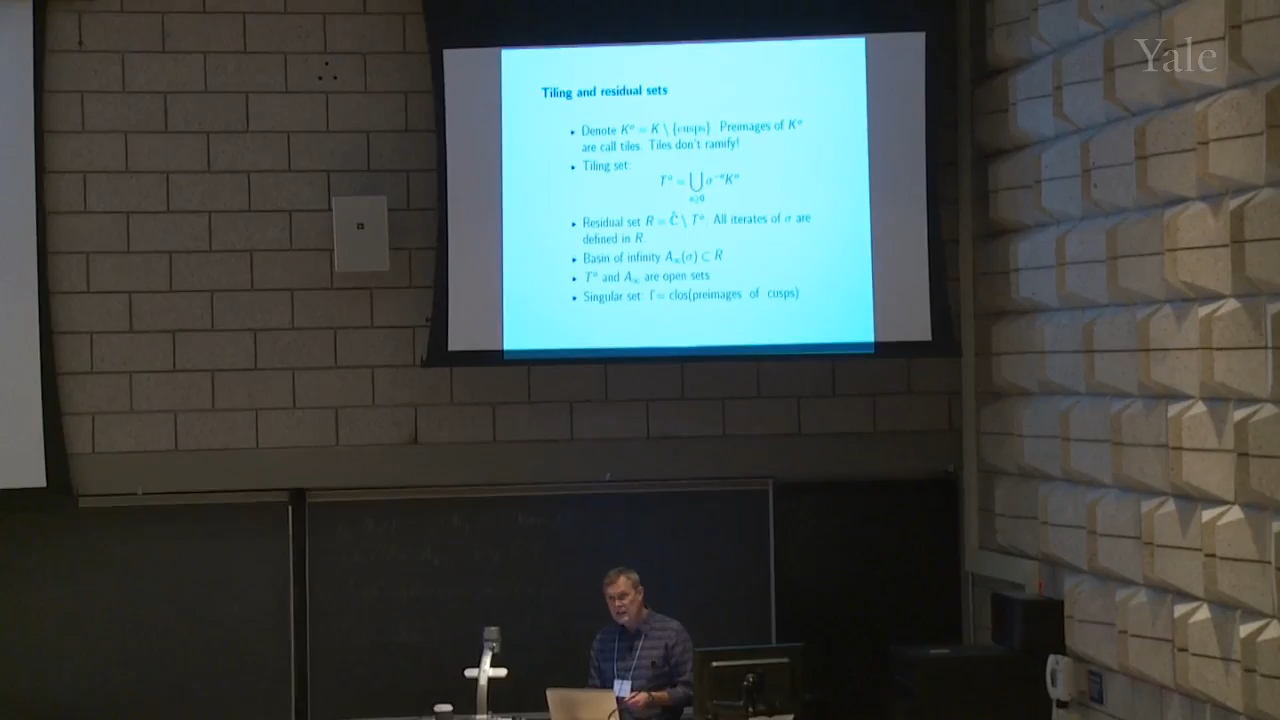 Yale
Tiling and residual sets
• Denote K° = K \ {cusps}. Preimages of K°
are call tiles. Tiles don't ramify!
• Tiling set:
T° = ⋃ σ⁻ⁿK°
n≥0
• Residual set R = Ĉ \ T°. All iterates of σ are
defined in R.
• Basin of infinity A∞(σ) ⊂ R
• T° and A∞ are open sets
• Singular set: Γ = clos(preimages of cusps)